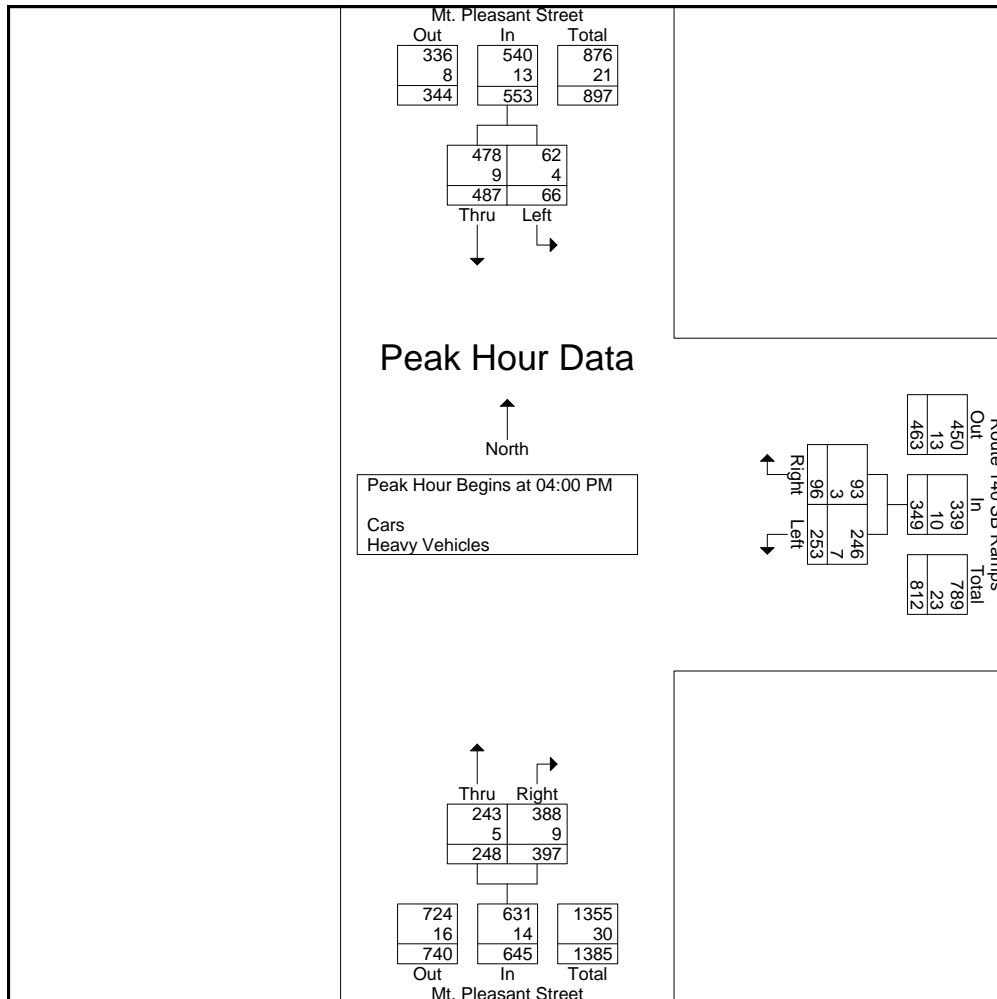 Mt. Pleasant Street
Out In Total
336 540 876
8 13 21
344 553 897
478 62
9 4
487 66
Thru Left
Peak Hour Data
North
Peak Hour Begins at 04:00 PM
Cars
Heavy Vehicles
Right Left
96 253
3 7
93 246
Out In Total
450 339 789
13 10 23
463 349 812
Thru Right
243 388
5 9
248 397
724 631 1355
16 14 30
740 645 1385
Out In Total
Mt. Pleasant Street